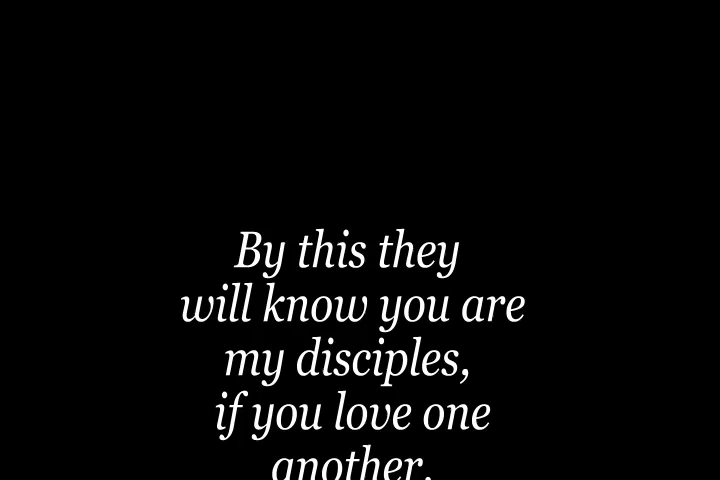 By this they
will know you are
my disciples,
if you love one
another.